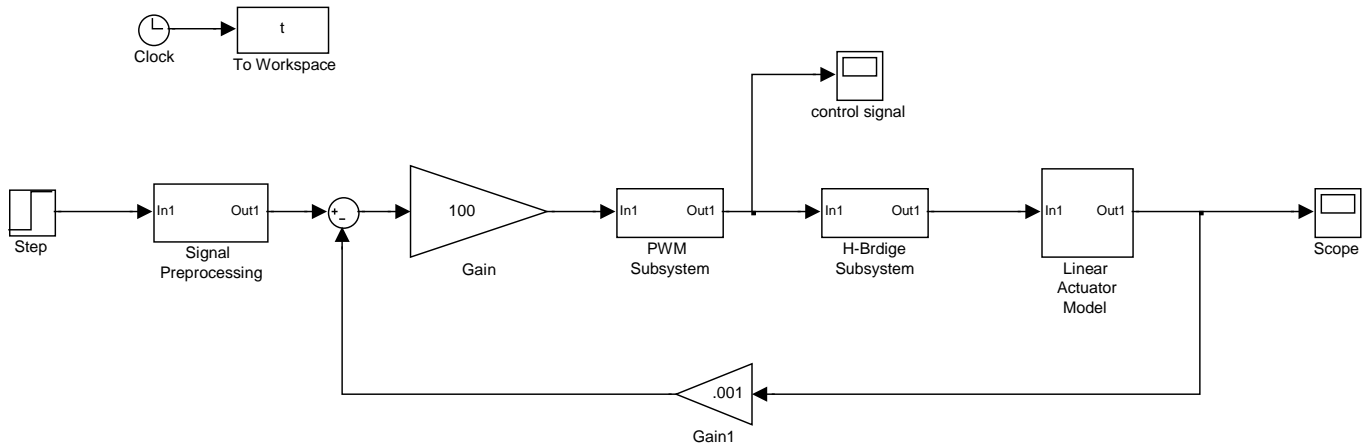 t
Clock
To Workspace
control signal
Step
In1 Out1
Signal
Preprocessing
+
-
100
Gain
In1 Out1
PWM
Subsystem
In1 Out1
H-Brdige
Subsystem
In1 Out1
Linear
Actuator
Model
Scope
.001
Gain1